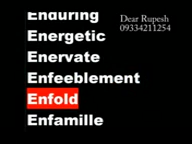 Enduring
Dear Rupesh
09334211254
Energetic
Enervate
Enfeeblement
Enfold
Enfamille